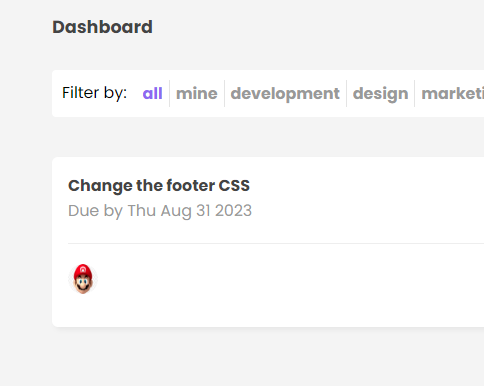 Dashboard
Filter by: all mine development design marketi
Change the footer CSS
Due by Thu Aug 31 2023